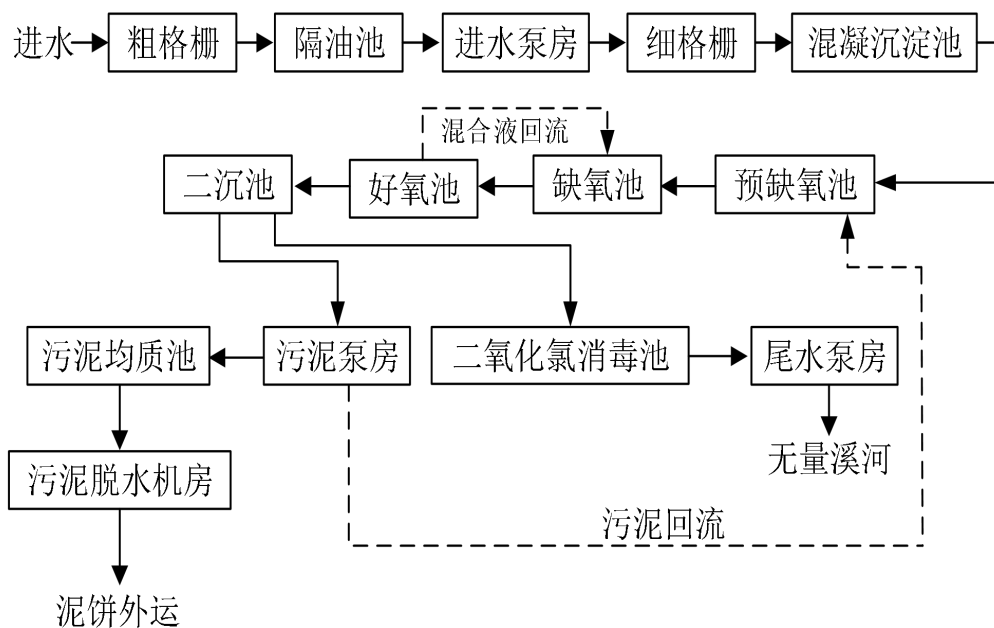 进水
粗格栅
隔油池
进水泵房
细格栅
混凝沉淀池
混合液回流
二沉池
好氧池
缺氧池
预缺氧池
污泥均质池
污泥泵房
二氧化氯消毒池
尾水泵房
无量溪河
污泥脱水机房
污泥回流
泥饼外运